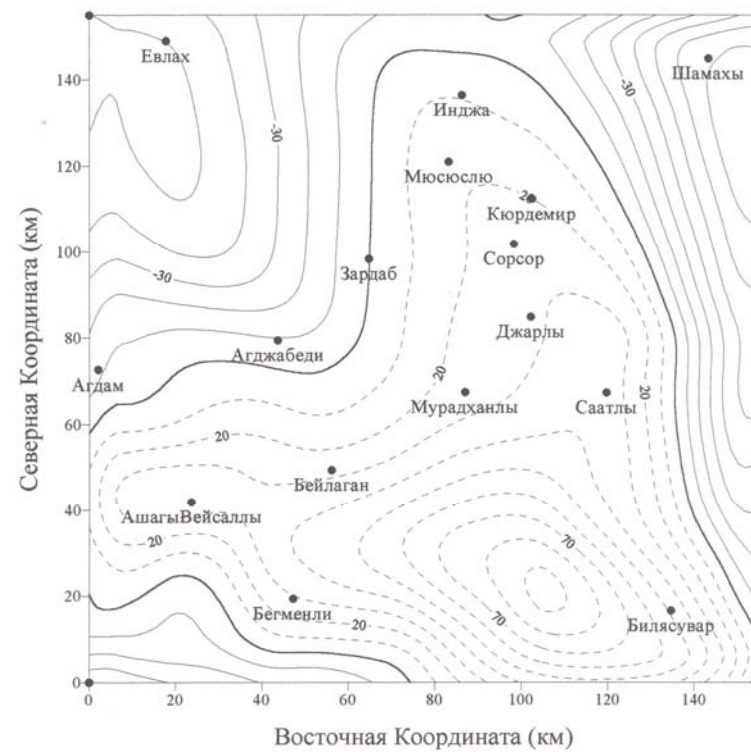 140
120
100
80
60
40
20
0
Северная Координата (км)
Евлах
Шамахы
-30
-30
Инджа
Мюсюслю
20
Кюрдемир
Сорсор
Зардаб
-30
Джарлы
Агджабеди
Агдам
20
20
Мурадханлы
Саатлы
20
Бейлаган
АшагыВейсаллы
20
70
Бегменли
20
70
Билясувар
0
20
40
60
80
100
120
140
Восточная Координата (км)